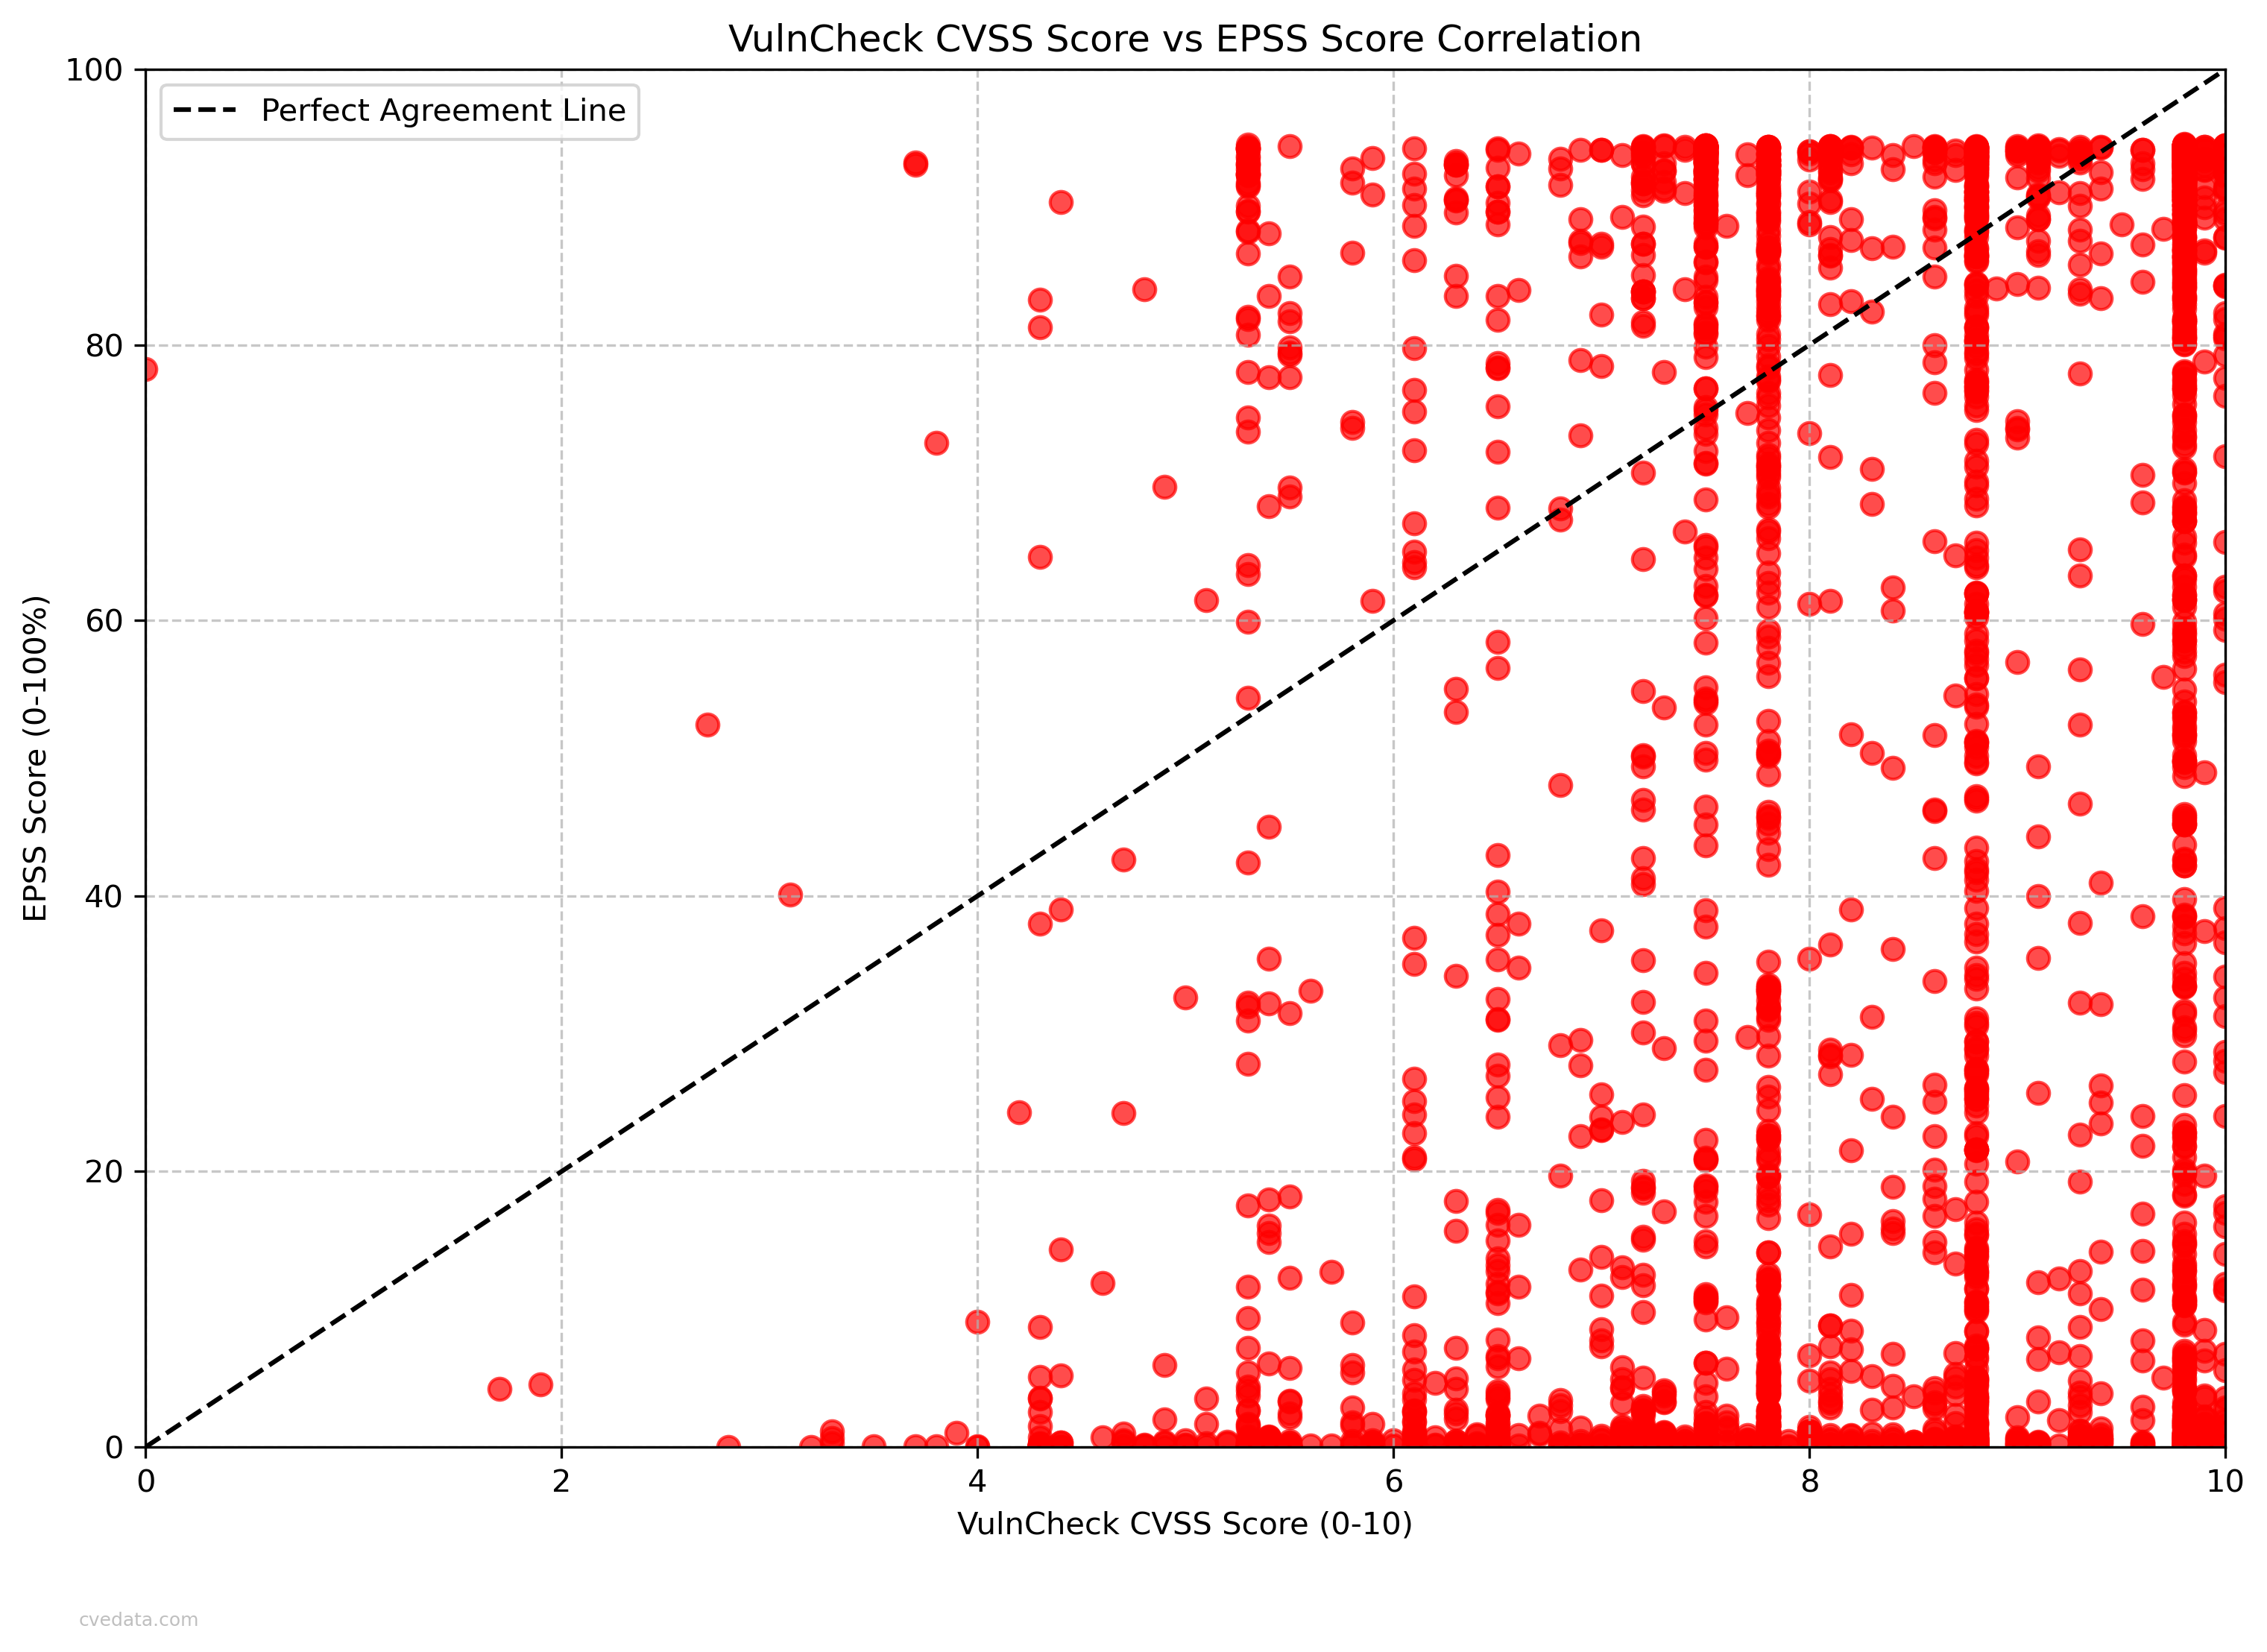 VulnCheck CVSS Score vs EPSS Score Correlation
Perfect Agreement Line
100
80
60
40
20
0
EPSS Score (0-100%)
0 2 4 6 8 10
VulnCheck CVSS Score (0-10)
cvedata.com